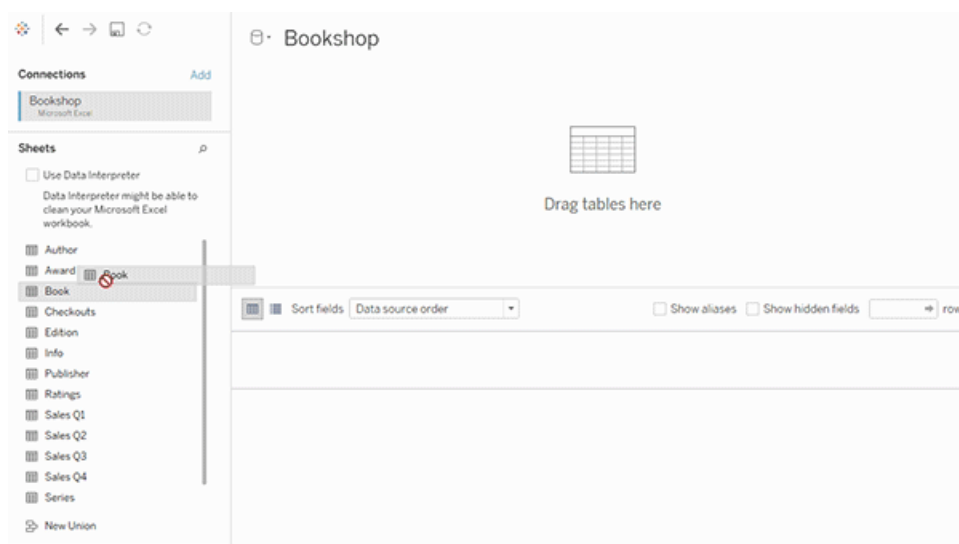 Bookshop
Connections
Add
Bookshop
Microsoft Excel
Sheets
Use Data Interpreter
Data Interpreter might be able to
clean your Microsoft Excel
workbook.
Author
Award
Book
Book
Checkouts
Edition
Info
Publisher
Ratings
Sales Q1
Sales Q2
Sales Q3
Sales Q4
Series
New Union
Drag tables here
Sort fields Data source order
Show aliases Show hidden fields
row